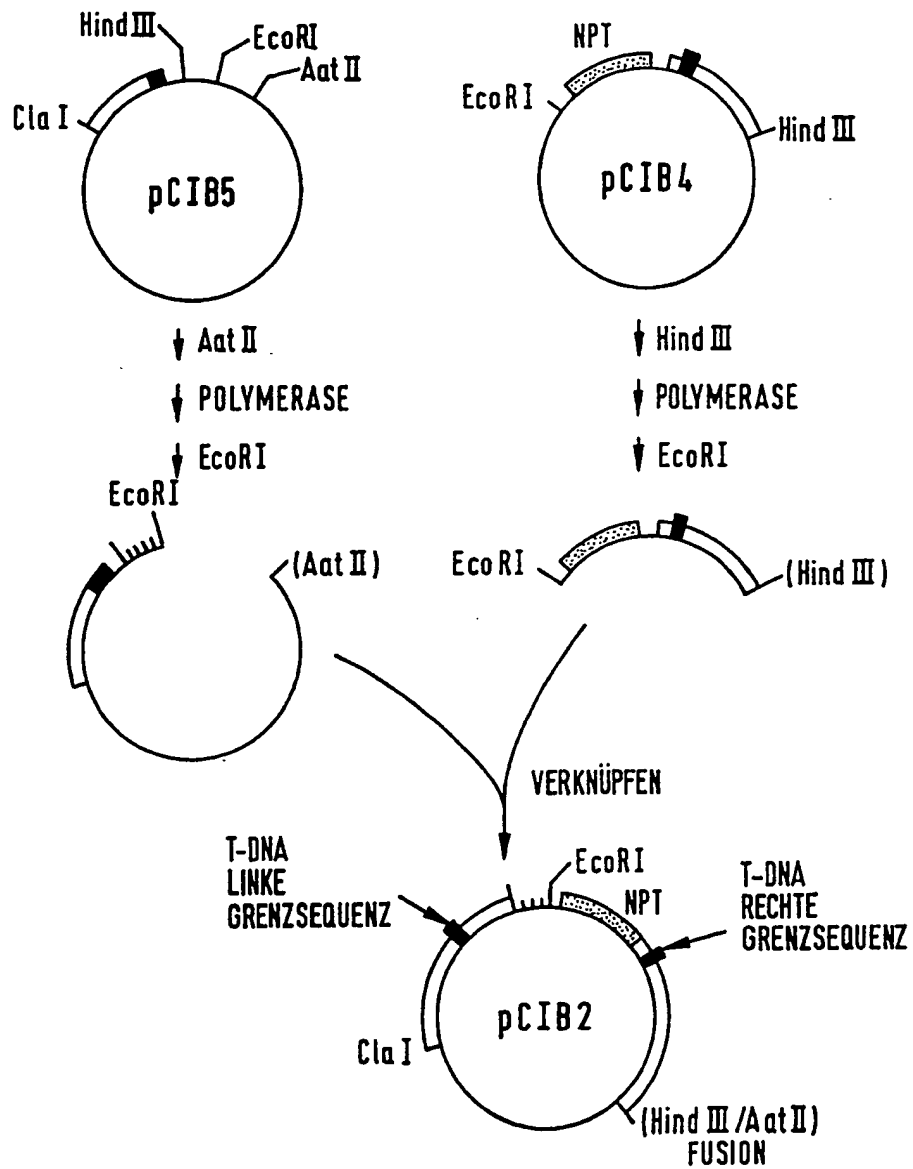 Hind III
EcoRI
Aat II
Cla I
pCIB5
NPT
EcoRI
Hind III
pCIB4
Aat II
POLYMERASE
EcoRI
Hind III
POLYMERASE
EcoRI
EcoRI
(Aat II)
EcoRI
(Hind III)
VERKNÜPFEN
T-DNA
LINKE
GRENZSEQUENZ
EcoRI
NPT
T-DNA
RECHTE
GRENZSEQUENZ
pCIB2
Cla I
(Hind III/Aat II)
FUSION